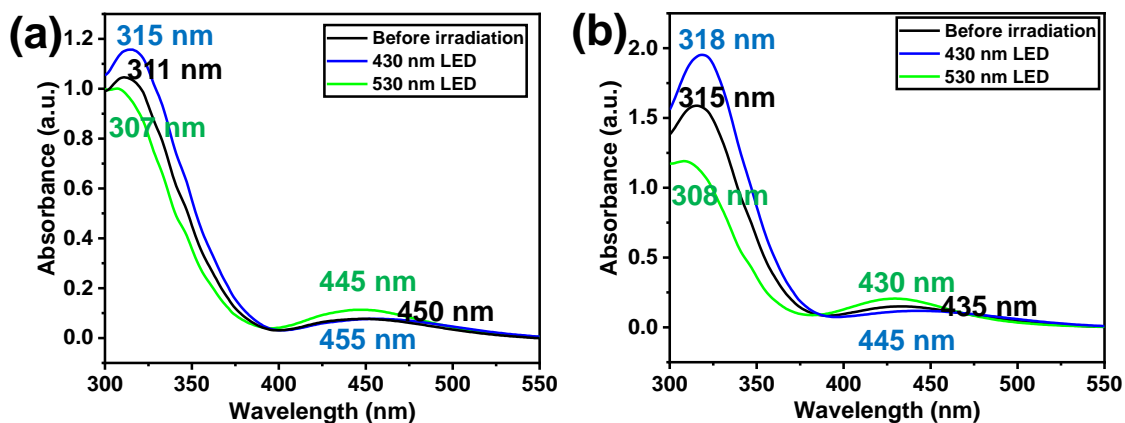 (a)
315 nm
311 nm
307 nm
445 nm
450 nm
455 nm
Before irradiation
430 nm LED
530 nm LED
Absorbance (a.u.)
1.2
1.0
0.8
0.6
0.4
0.2
0.0
300 350 400 450 500 550
Wavelength (nm)
(b)
318 nm
315 nm
308 nm
430 nm
435 nm
445 nm
Before irradiation
430 nm LED
530 nm LED
Absorbance (a.u.)
2.0
1.5
1.0
0.5
0.0
300 350 400 450 500 550
Wavelength (nm)